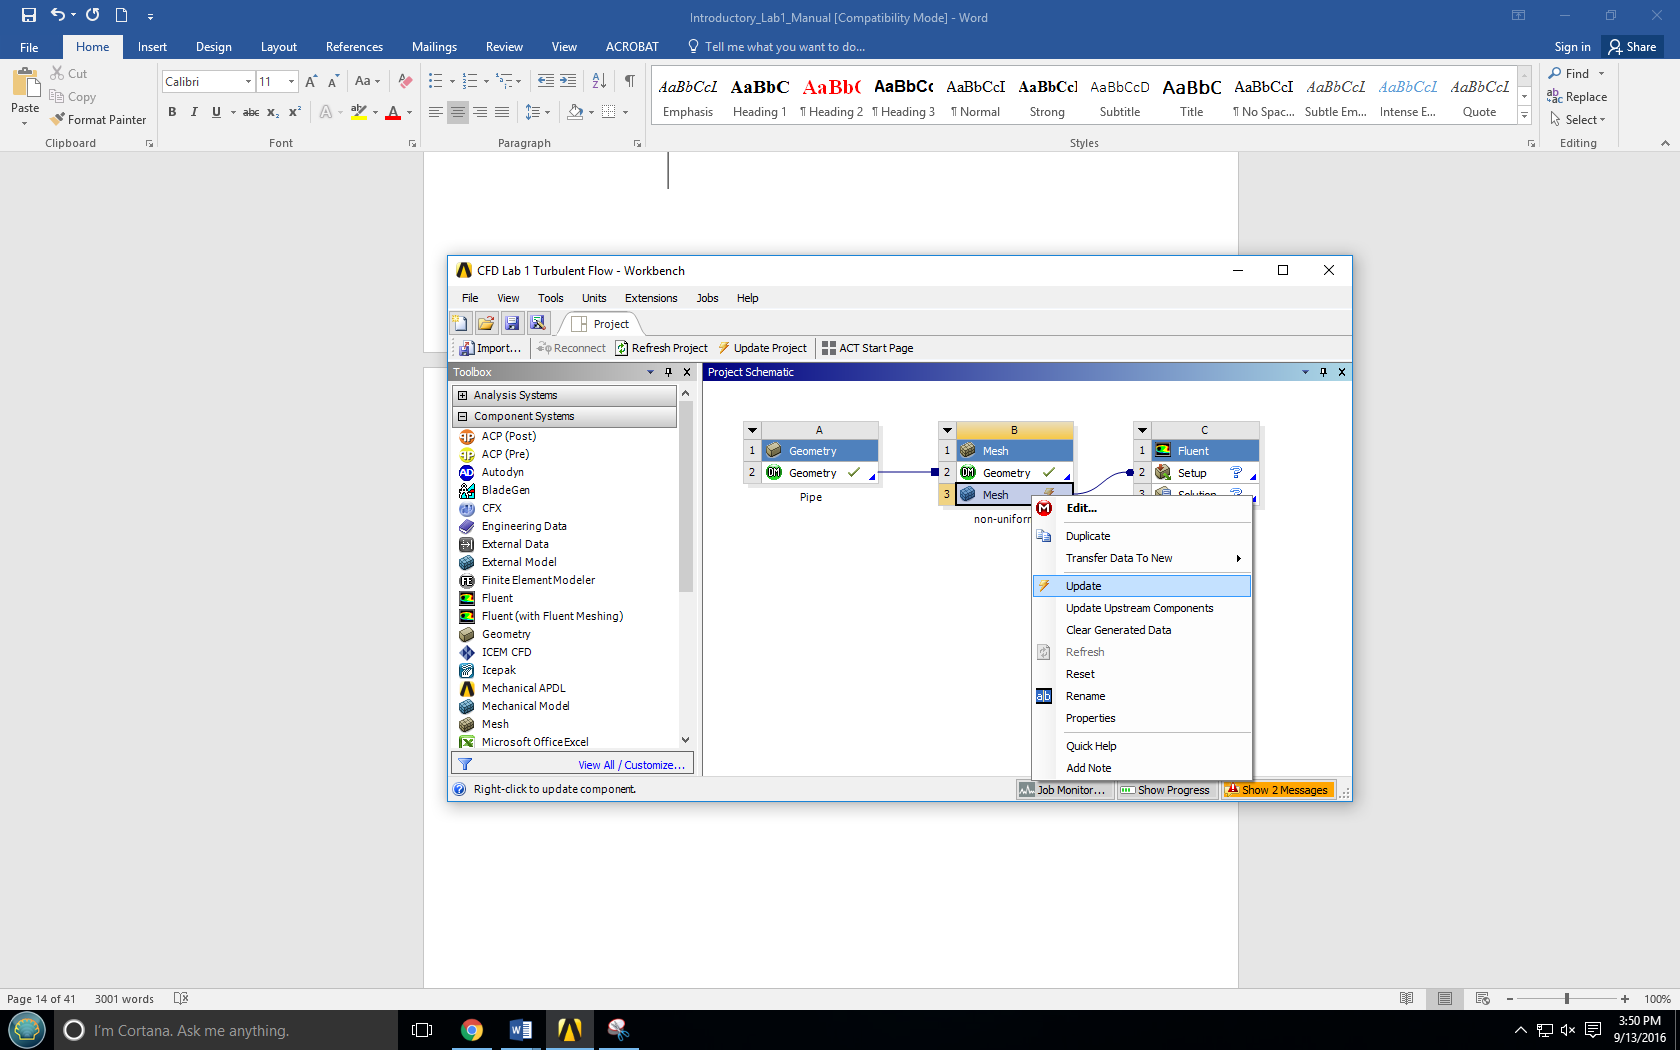 Introductory_Lab1_Manual [Compatibility Mode] - Word
File Home Insert Design Layout References Mailings Review View ACROBAT Tell me what you want to do... Sign in Share
Paste Cut Copy Format Painter
Calibri 11
AaBbCcI AaBbC AaBb( AaBbCc AaBbCcI AaBbCcI AaBbCcD AaBbC AaBbCcI AaBbCcI AaBbCcI AaBbCcI
Emphasis Heading 1 ¶ Heading 2 ¶ Heading 3 ¶ Normal Strong Subtitle Title ¶ No Spac... Subtle Em... Intense E... Quote
Find
Replace
Select
Clipboard Font Paragraph Styles Editing
CFD Lab 1 Turbulent Flow - Workbench
File View Tools Units Extensions Jobs Help
Project
Import... Reconnect Refresh Project Update Project ACT Start Page
Toolbox
Analysis Systems
Component Systems
ACP (Post)
ACP (Pre)
Autodyn
BladeGen
CFX
Engineering Data
External Data
External Model
Finite Element Modeler
Fluent
Fluent (with Fluent Meshing)
Geometry
ICEM CFD
Icepak
Mechanical APDL
Mechanical Model
Mesh
Microsoft Office Excel
View All / Customize...
Project Schematic
A
1 Geometry
2 Geometry
Pipe
B
1 Mesh
2 Geometry
3 Mesh
non-uniform
C
1 Fluent
2 Setup
3 Solution
Edit...
Duplicate
Transfer Data To New
Update
Update Upstream Components
Clear Generated Data
Refresh
Reset
Rename
Properties
Quick Help
Add Note
Right-click to update component. Job Monitor... Show Progress Show 2 Messages
Page 14 of 41 3001 words 100%
I'm Cortana. Ask me anything. 3:50 PM
9/13/2016